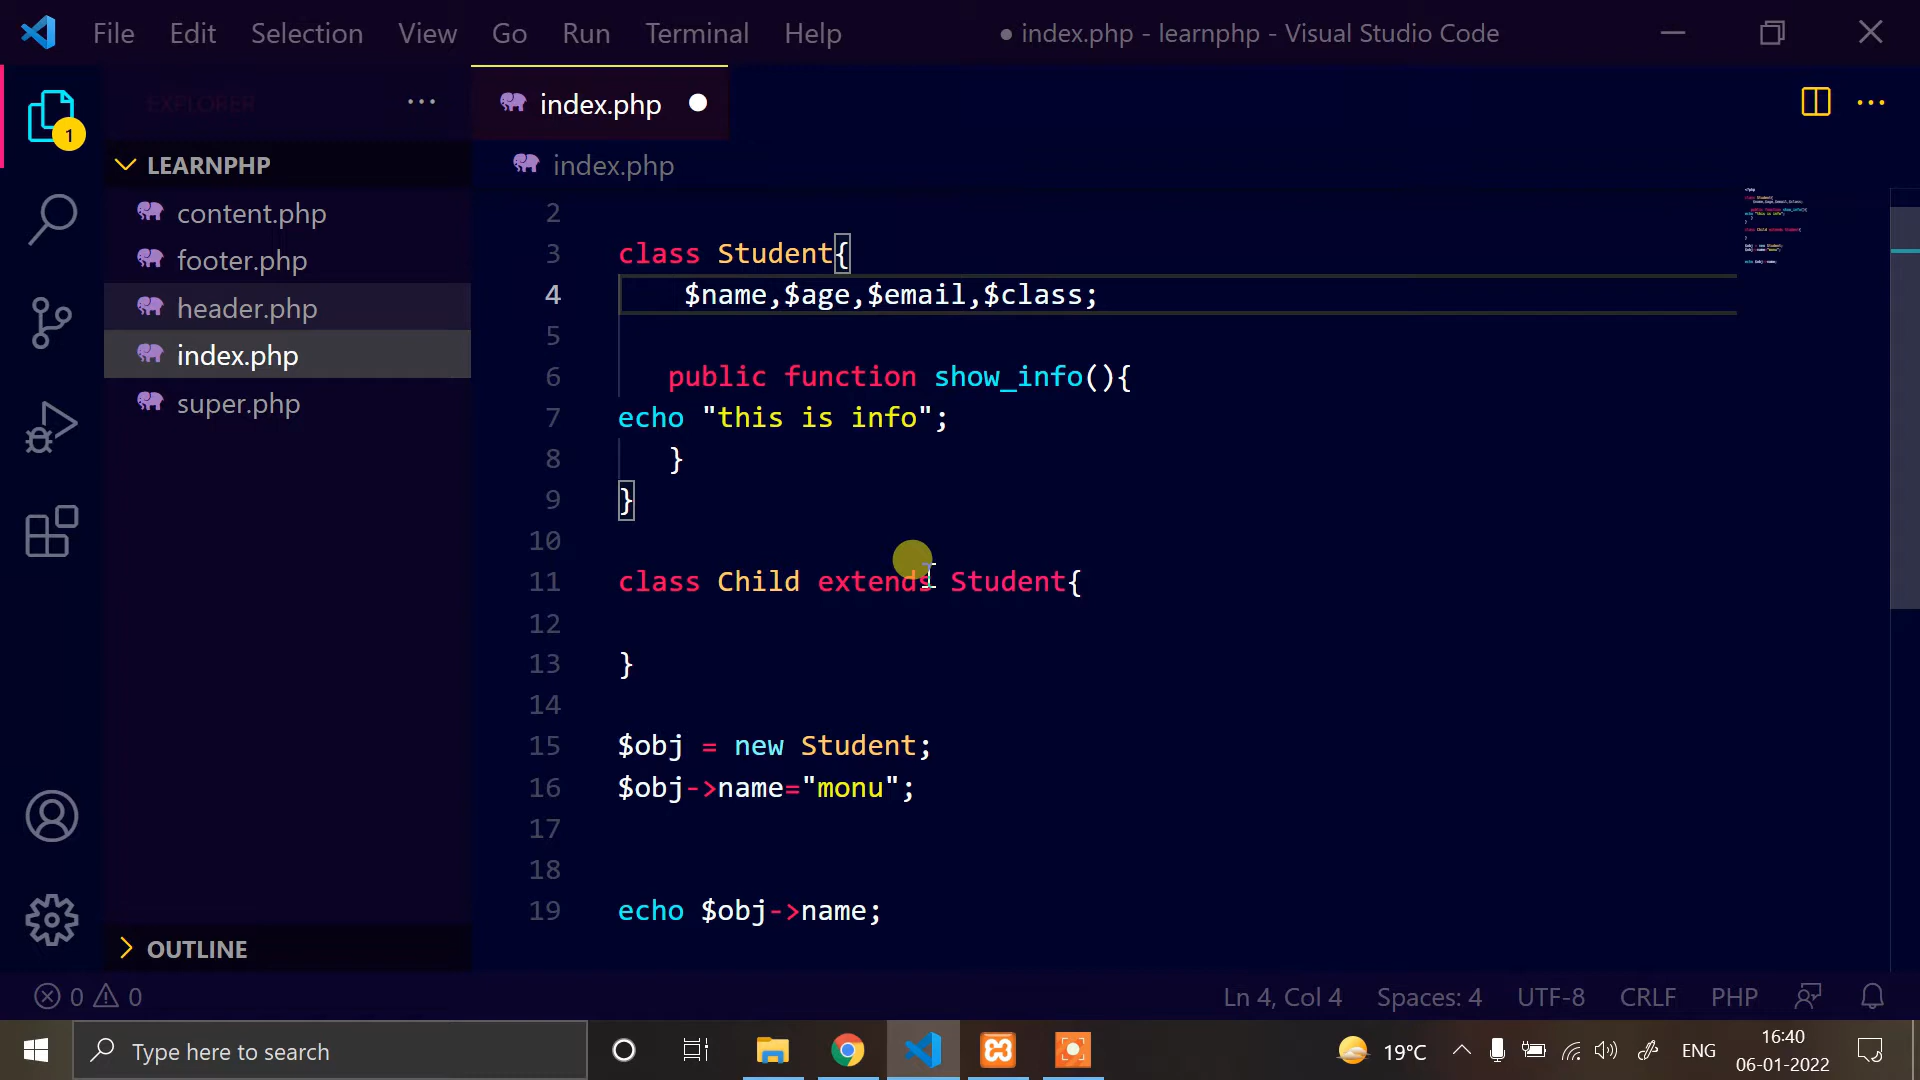 File Edit Selection View Go Run Terminal Help
● index.php - learnphp - Visual Studio Code
EXPLORER
index.php
1
LEARNPHP
index.php
content.php
footer.php
header.php
index.php
super.php
2
3 class Student{
4 $name,$age,$email,$class;
5
6 public function show_info(){
7 echo "this is info";
8 }
9 }
10
11 class Child extends Student{
12
13 }
14
15 $obj = new Student;
16 $obj->name="monu";
17
18
19 echo $obj->name;
OUTLINE
0 0
Ln 4, Col 4 Spaces: 4 UTF-8 CRLF PHP
Type here to search
19°C ENG
16:40
06-01-2022